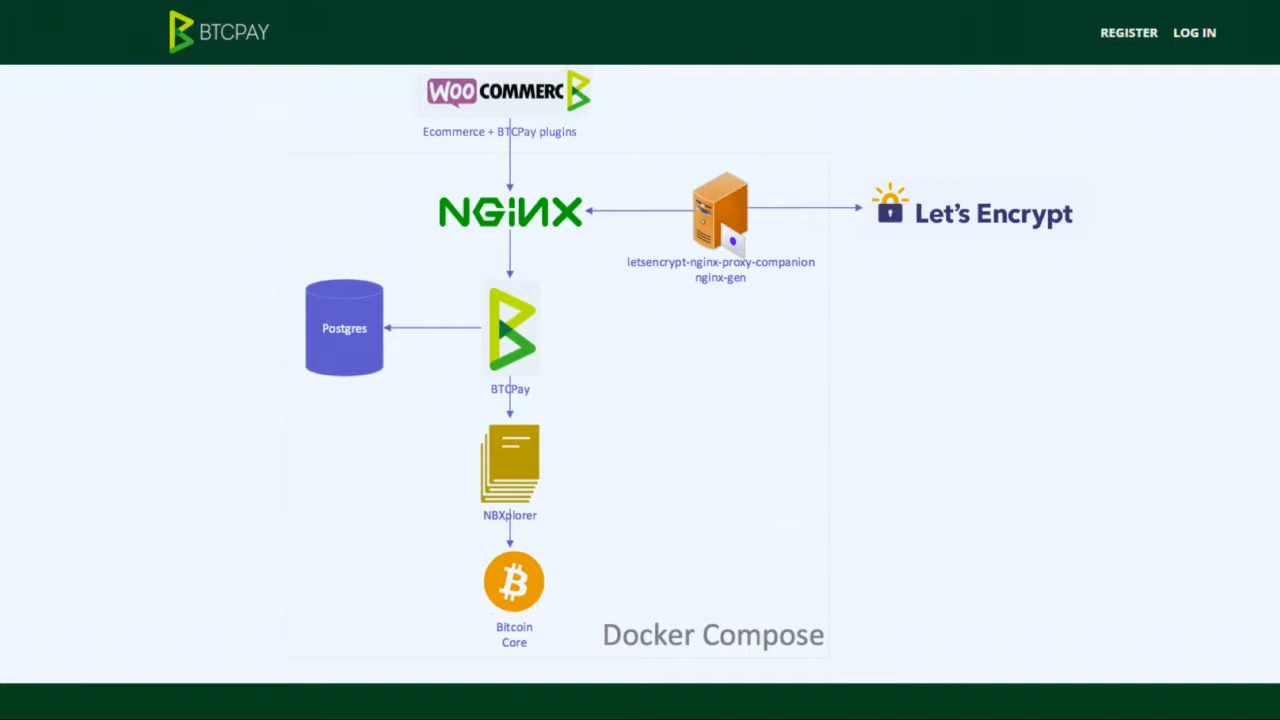 BTCPAY
REGISTER LOG IN
WOO COMMERC
Ecommerce + BTCPay plugins
NGiNX
Let's Encrypt
letsencrypt-nginx-proxy-companion
nginx-gen
Postgres
BTCPay
NBXplorer
Bitcoin
Core
Docker Compose